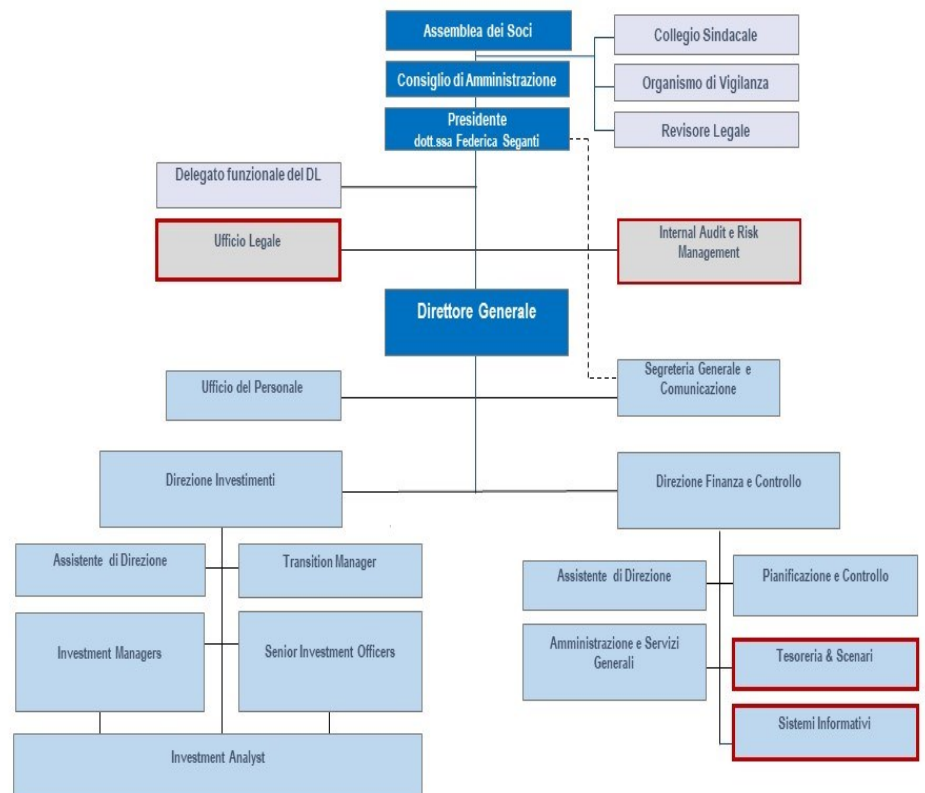 Assemblea dei Soci
Collegio Sindacale
Consiglio di Amministrazione
Organismo di Vigilanza
Presidente
dott.ssa Federica Seganti
Revisore Legale
Delegato funzionale del DL
Ufficio Legale
Internal Audit e Risk
Management
Direttore Generale
Ufficio del Personale
Segreteria Generale e
Comunicazione
Direzione Investimenti
Direzione Finanza e Controllo
Assistente di Direzione
Transition Manager
Assistente di Direzione
Pianificazione e Controllo
Investment Managers
Senior Investment Officers
Amministrazione e Servizi
Generali
Tesoreria & Scenari
Sistemi Informativi
Investment Analyst